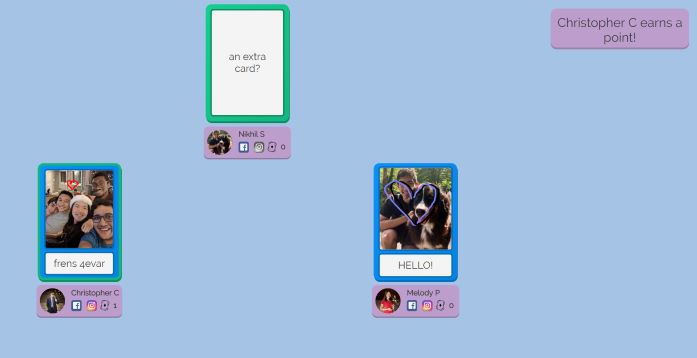 an extra
card?
Christopher C earns a
point!
Nikhil S
0
frens 4evar
HELLO!
Christopher C
1
Melody P
0